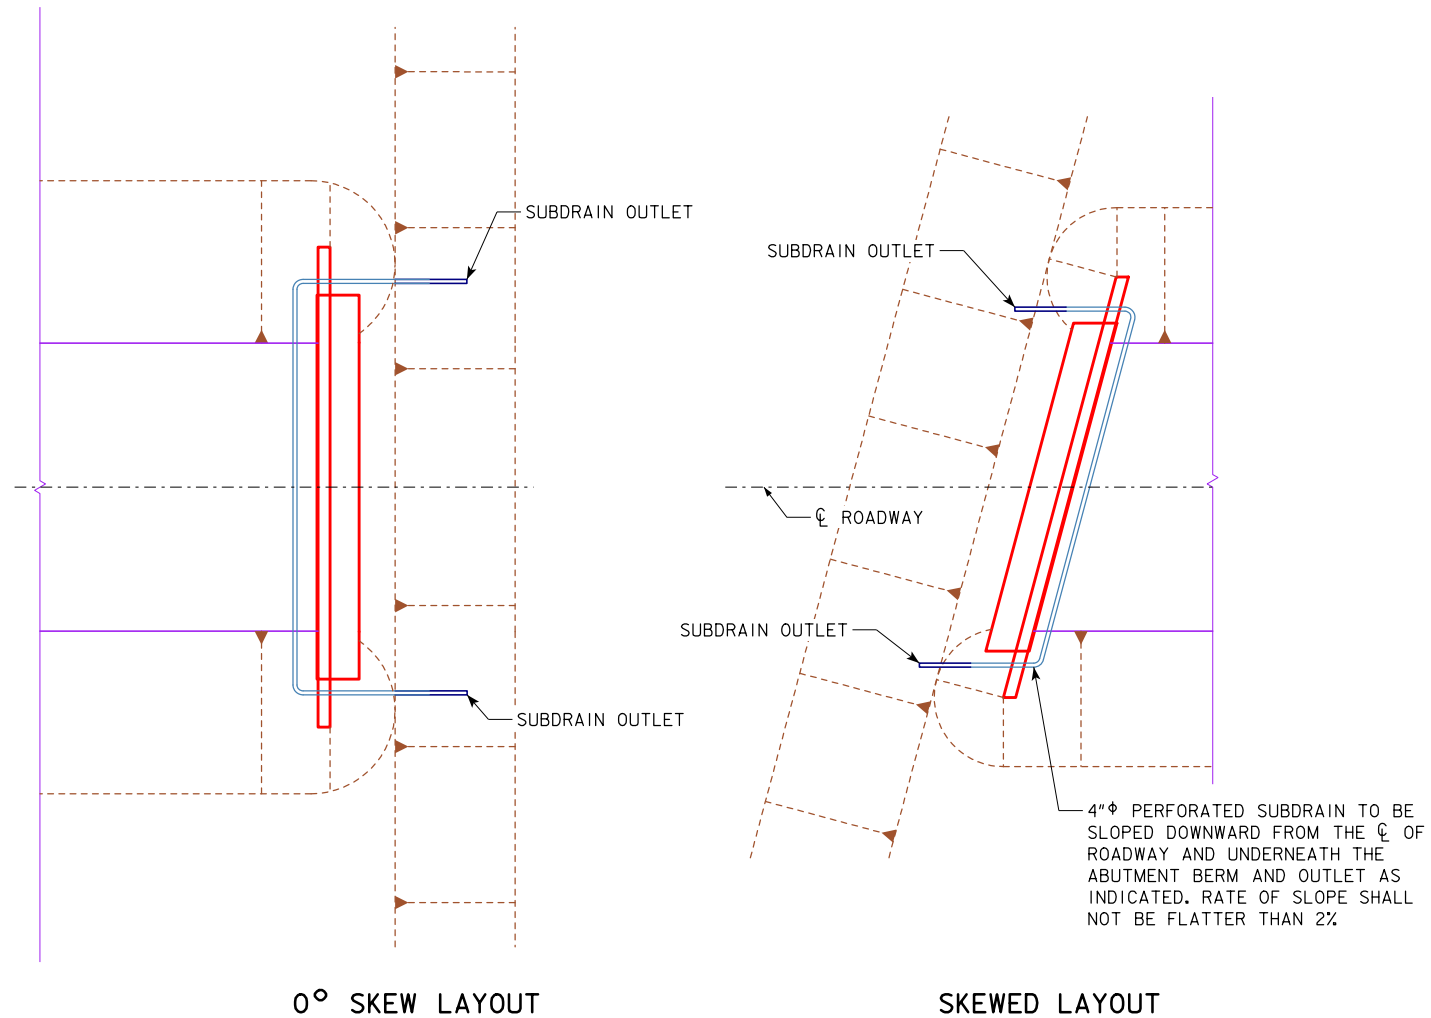 SUBDRAIN OUTLET
SUBDRAIN OUTLET
0° SKEW LAYOUT
SUBDRAIN OUTLET
℄ ROADWAY
SUBDRAIN OUTLET
4"⌀ PERFORATED SUBDRAIN TO BE
SLOPED DOWNWARD FROM THE ℄ OF
ROADWAY AND UNDERNEATH THE
ABUTMENT BERM AND OUTLET AS
INDICATED. RATE OF SLOPE SHALL
NOT BE FLATTER THAN 2%
SKEWED LAYOUT